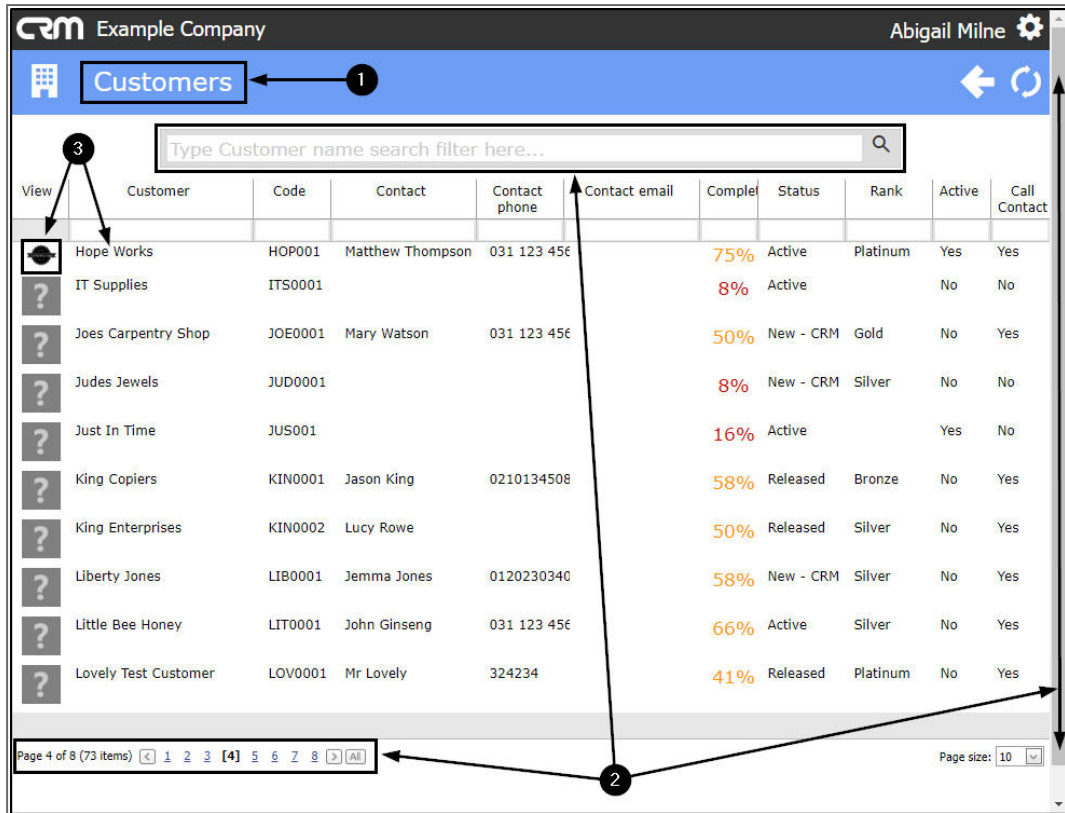 CRM Example Company Abigail Milne
Customers 1
3 Type Customer name search filter here...
View Customer Code Contact Contact phone Contact email Complet Status Rank Active Call Contact
Hope Works HOP001 Matthew Thompson 031 123 456 75% Active Platinum Yes Yes
? IT Supplies ITS0001 8% Active No No
? Joes Carpentry Shop JOE0001 Mary Watson 031 123 456 50% New - CRM Gold No Yes
? Judes Jewels JUD0001 8% New - CRM Silver No No
? Just In Time JUS001 16% Active Yes No
? King Copiers KIN0001 Jason King 0210134508 58% Released Bronze No Yes
? King Enterprises KIN0002 Lucy Rowe 50% Released Silver No Yes
? Liberty Jones LIB0001 Jemma Jones 0120230340 58% New - CRM Silver No Yes
? Little Bee Honey LIT0001 John Ginseng 031 123 456 66% Active Silver No Yes
? Lovely Test Customer LOV0001 Mr Lovely 324234 41% Released Platinum No Yes
Page 4 of 8 (73 items) < 1 2 3 [4] 5 6 7 8 > All Page size: 10
2